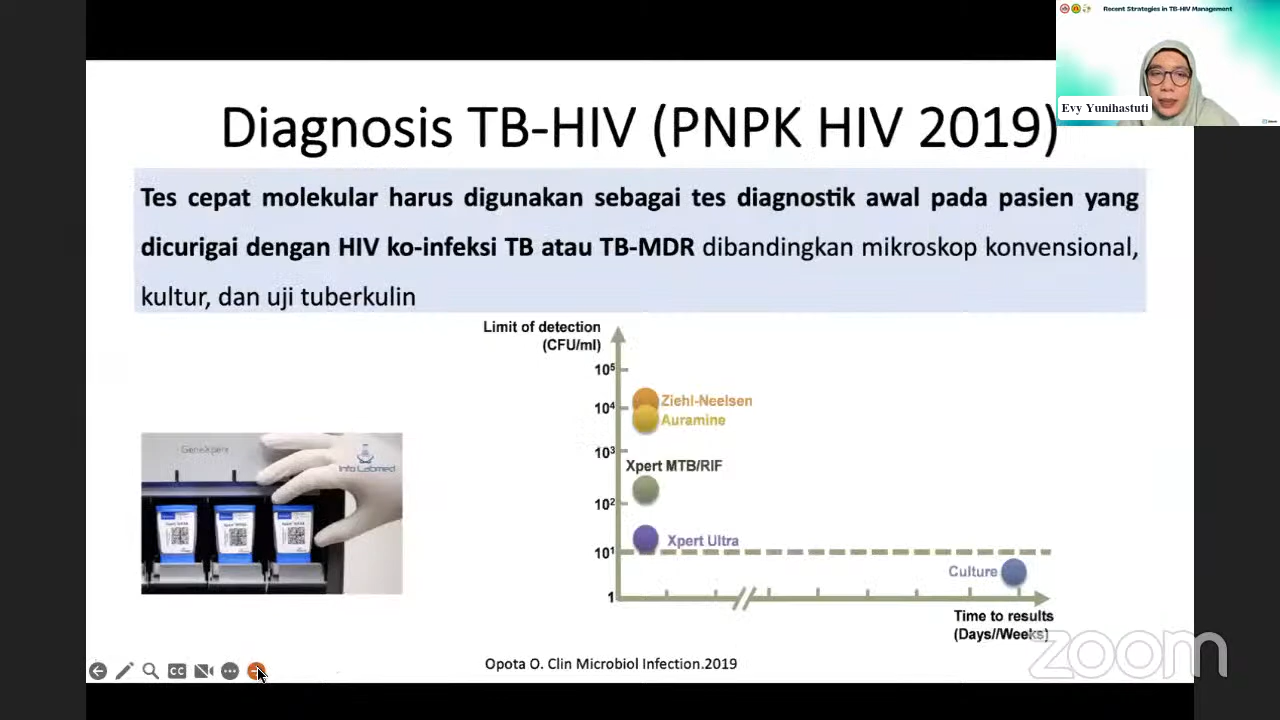 Recent Strategies in TB-HIV Management
Evy Yunihastuti
Diagnosis TB-HIV (PNPK HIV 2019)
Tes cepat molekular harus digunakan sebagai tes diagnostik awal pada pasien yang
dicurigai dengan HIV ko-infeksi TB atau TB-MDR dibandingkan mikroskop konvensional,
kultur, dan uji tuberkulin
Limit of detection
(CFU/ml)
10⁵
10⁴
10³
10²
10¹
1
Ziehl-Neelsen
Auramine
Xpert MTB/RIF
Xpert Ultra
Culture
Time to results
(Days//Weeks)
GeneXpert
Info Labmed
Opota O. Clin Microbiol Infection.2019
CC
zoom